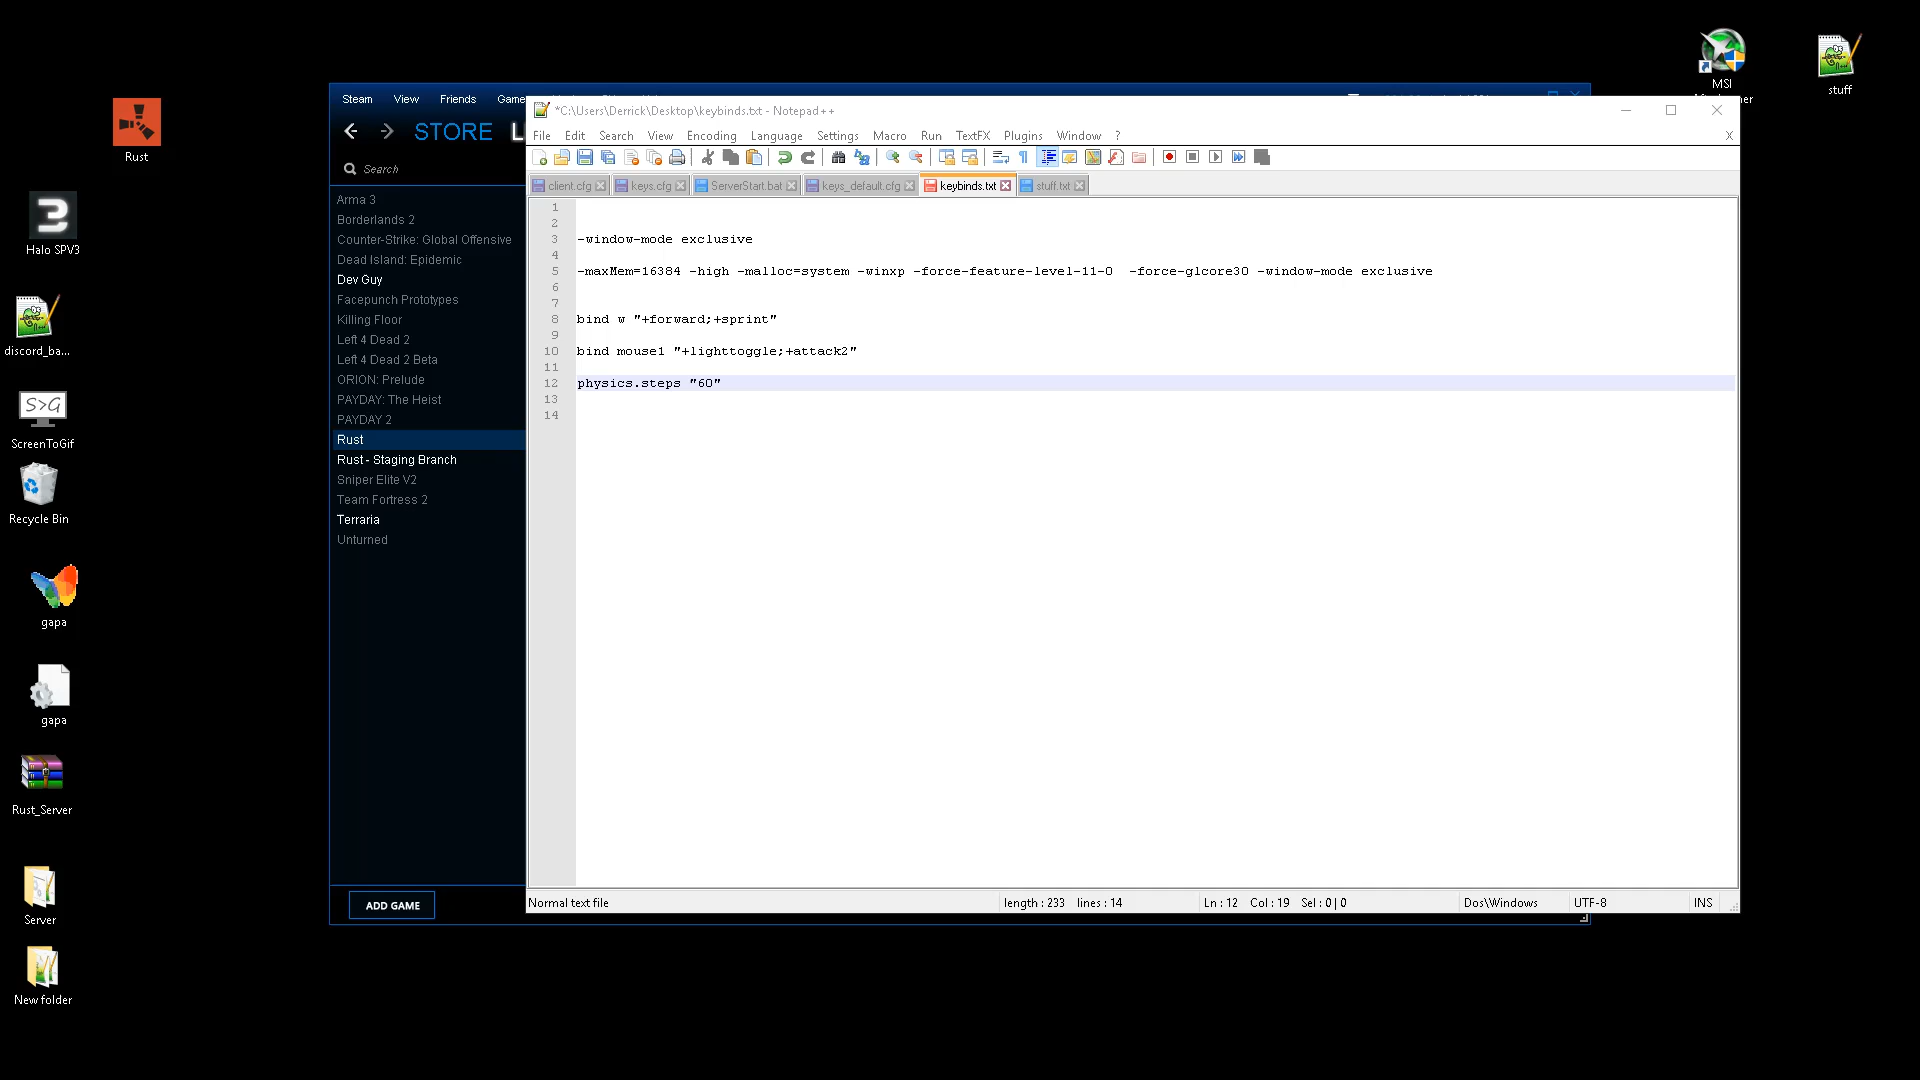 Rust
Halo SPV3
discord_ba...
ScreenToGif
Recycle Bin
gapa
gapa
Rust_Server
Server
New folder
MSI
stuff
Steam View Friends Game
STORE
Search
Arma 3
Borderlands 2
Counter-Strike: Global Offensive
Dead Island: Epidemic
Dev Guy
Facepunch Prototypes
Killing Floor
Left 4 Dead 2
Left 4 Dead 2 Beta
ORION: Prelude
PAYDAY: The Heist
PAYDAY 2
Rust
Rust - Staging Branch
Sniper Elite V2
Team Fortress 2
Terraria
Unturned
ADD GAME
*C:\Users\Derrick\Desktop\keybinds.txt - Notepad++
File Edit Search View Encoding Language Settings Macro Run TextFX Plugins Window ? X
client.cfg keys.cfg ServerStart.bat keys_default.cfg keybinds.txt stuff.txt
1
2
3 -window-mode exclusive
4
5 -maxMem=16384 -high -malloc=system -winxp -force-feature-level-11-0  -force-glcore30 -window-mode exclusive
6
7
8 bind w "+forward;+sprint"
9
10 bind mouse1 "+lighttoggle;+attack2"
11
12 physics.steps "60"
13
14
Normal text file length : 233 lines : 14 Ln : 12 Col : 19 Sel : 0 | 0 Dos\Windows UTF-8 INS